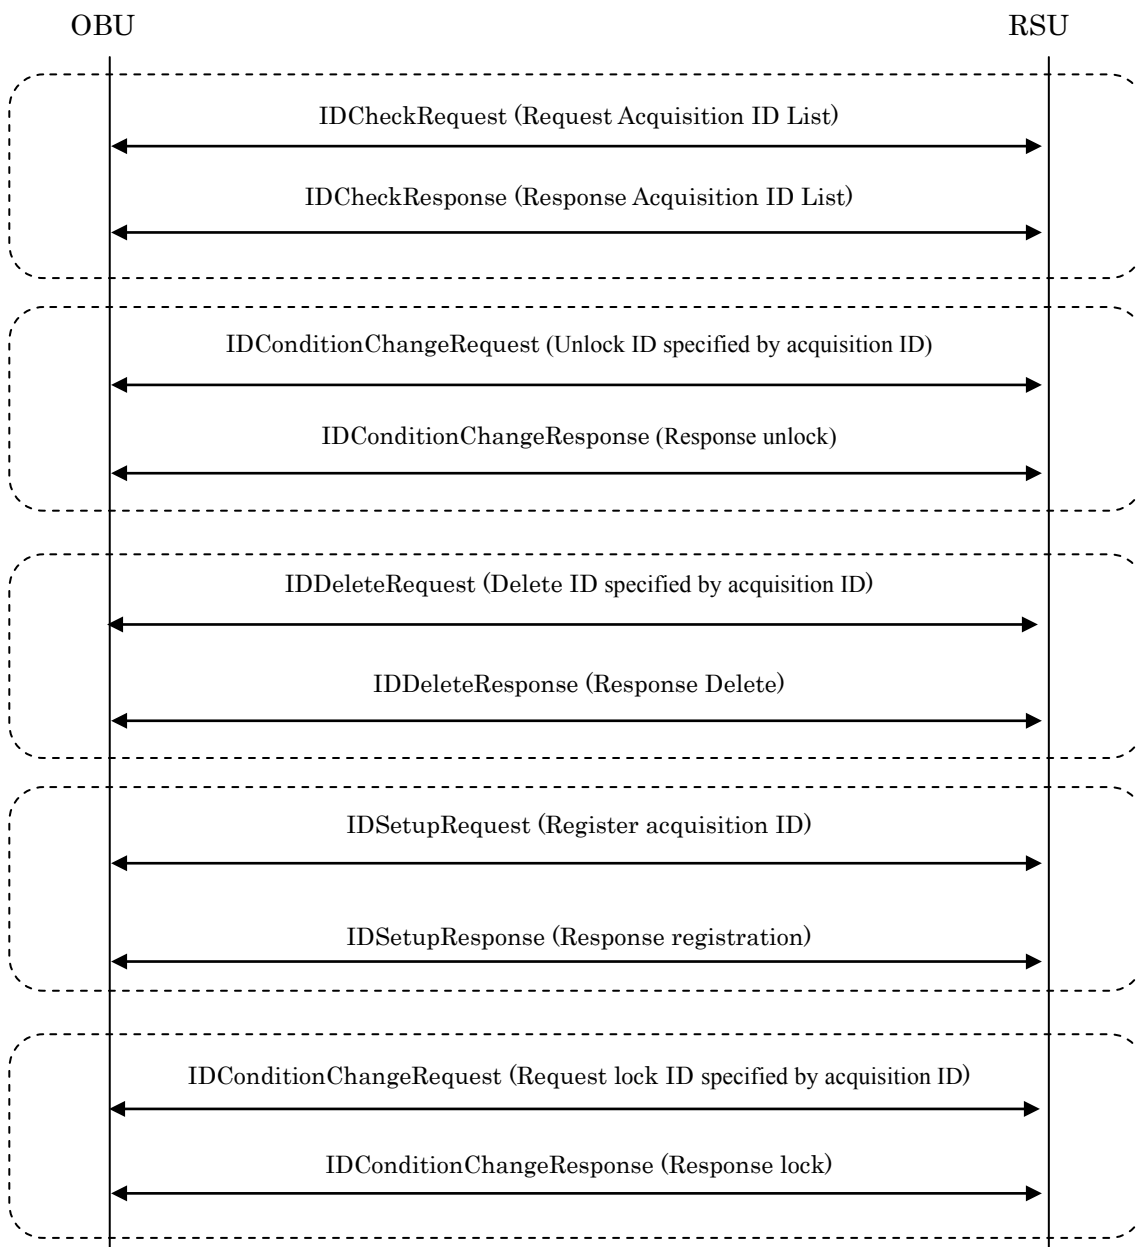 OBU RSU
IDCheckRequest (Request Acquisition ID List)
IDCheckResponse (Response Acquisition ID List)
IDConditionChangeRequest (Unlock ID specified by acquisition ID)
IDConditionChangeResponse (Response unlock)
IDDeleteRequest (Delete ID specified by acquisition ID)
IDDeleteResponse (Response Delete)
IDSetupRequest (Register acquisition ID)
IDSetupResponse (Response registration)
IDConditionChangeRequest (Request lock ID specified by acquisition ID)
IDConditionChangeResponse (Response lock)